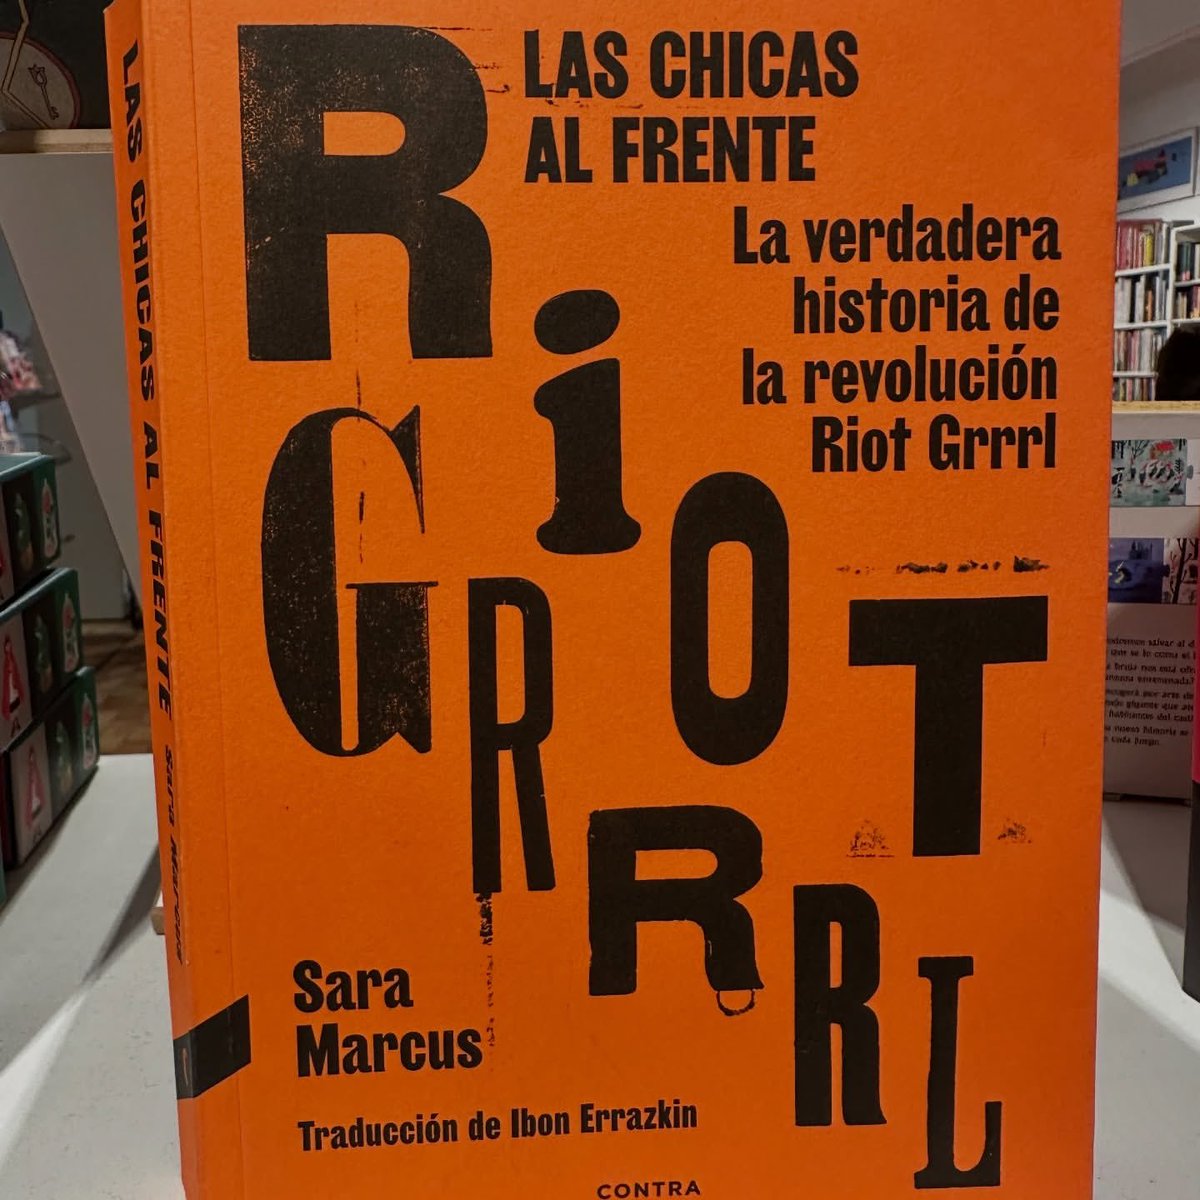 LAS CHICAS AL FRENTE Sara Marcus
LAS CHICAS
AL FRENTE
La verdadera
historia de
la revolución
Riot Grrrl
RiOT
GRRRL
Sara
Marcus
Traducción de Ibon Errazkin
CONTRA